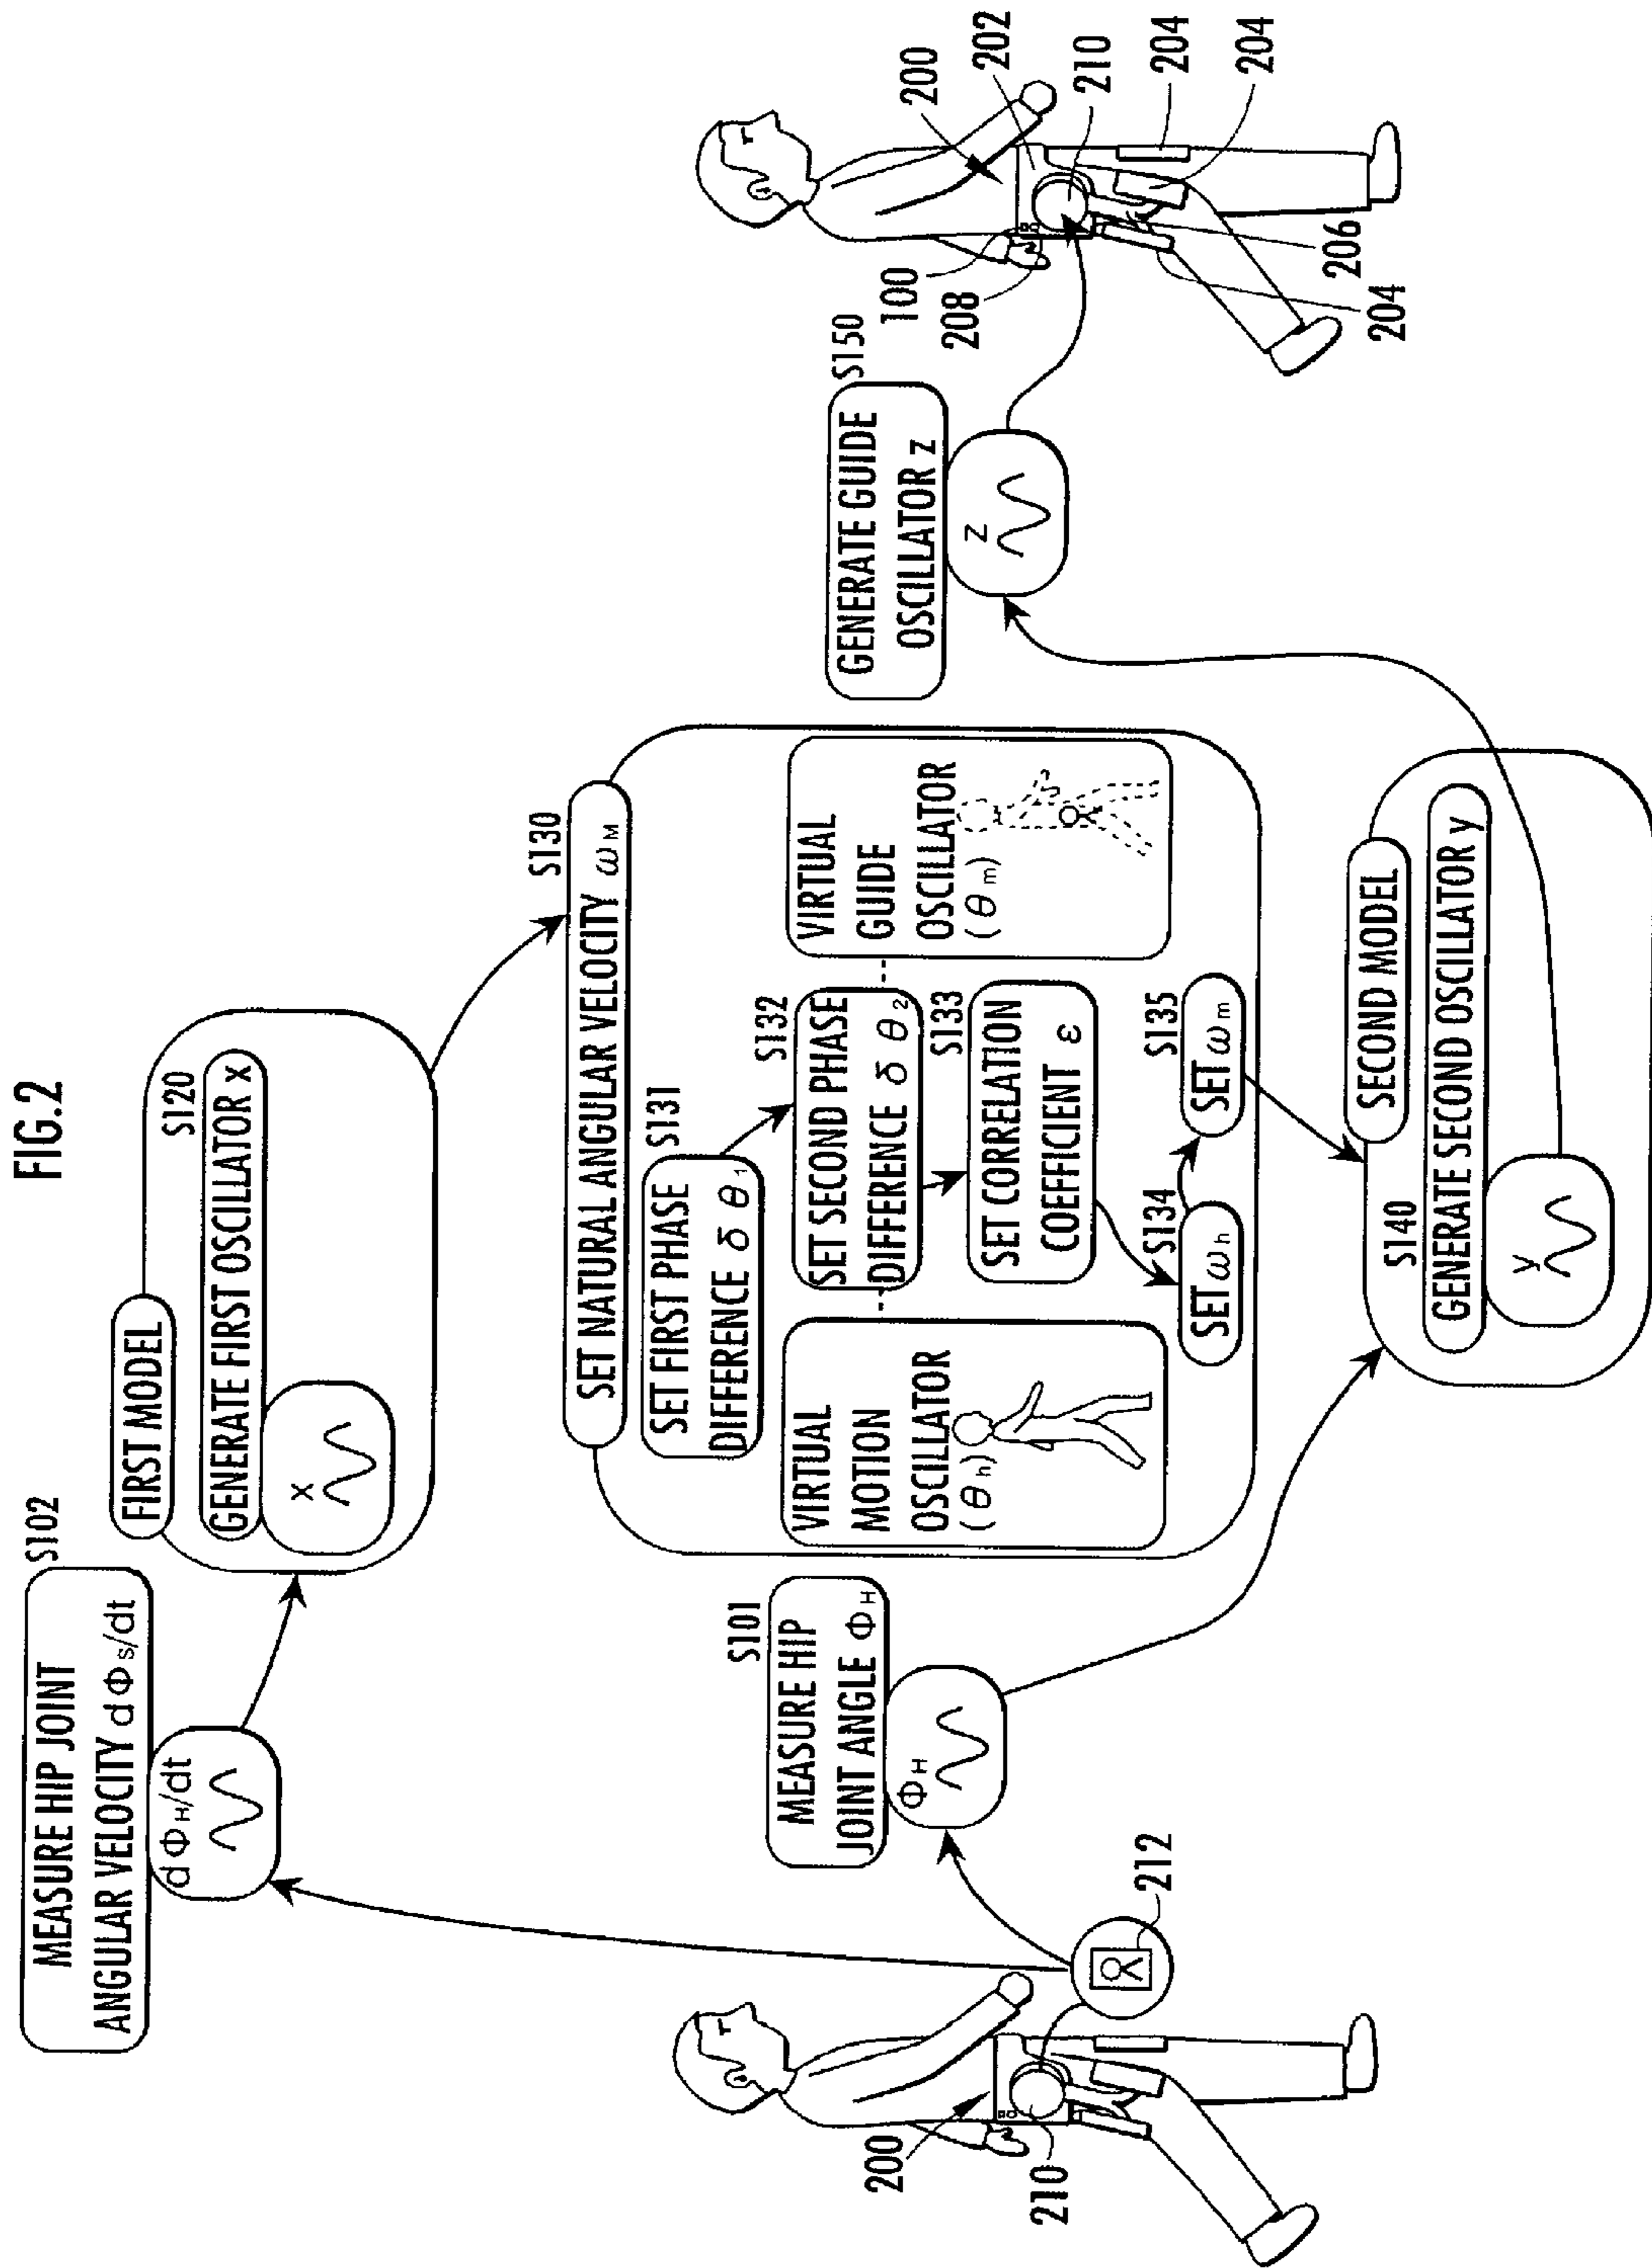 FIG.2
S102
MEASURE HIP JOINT
ANGULAR VELOCITY dΦS/dt
dΦH/dt
FIRST MODEL
S120
GENERATE FIRST OSCILLATOR x
x
S130
SET NATURAL ANGULAR VELOCITY ωM
S131
SET FIRST PHASE
DIFFERENCE δθ1
S132
SET SECOND PHASE
DIFFERENCE δθ2
S133
SET CORRELATION
COEFFICIENT ε
S134
SET ωh
S135
SET ωm
VIRTUAL
MOTION
OSCILLATOR
(θh)
VIRTUAL
GUIDE
OSCILLATOR
(θm)
S101
MEASURE HIP
JOINT ANGLE ΦH
ΦH
SECOND MODEL
S140
GENERATE SECOND OSCILLATOR y
y
S150
GENERATE GUIDE
OSCILLATOR z
z
200
210
212
100
208
200
202
210
204
204
206
204